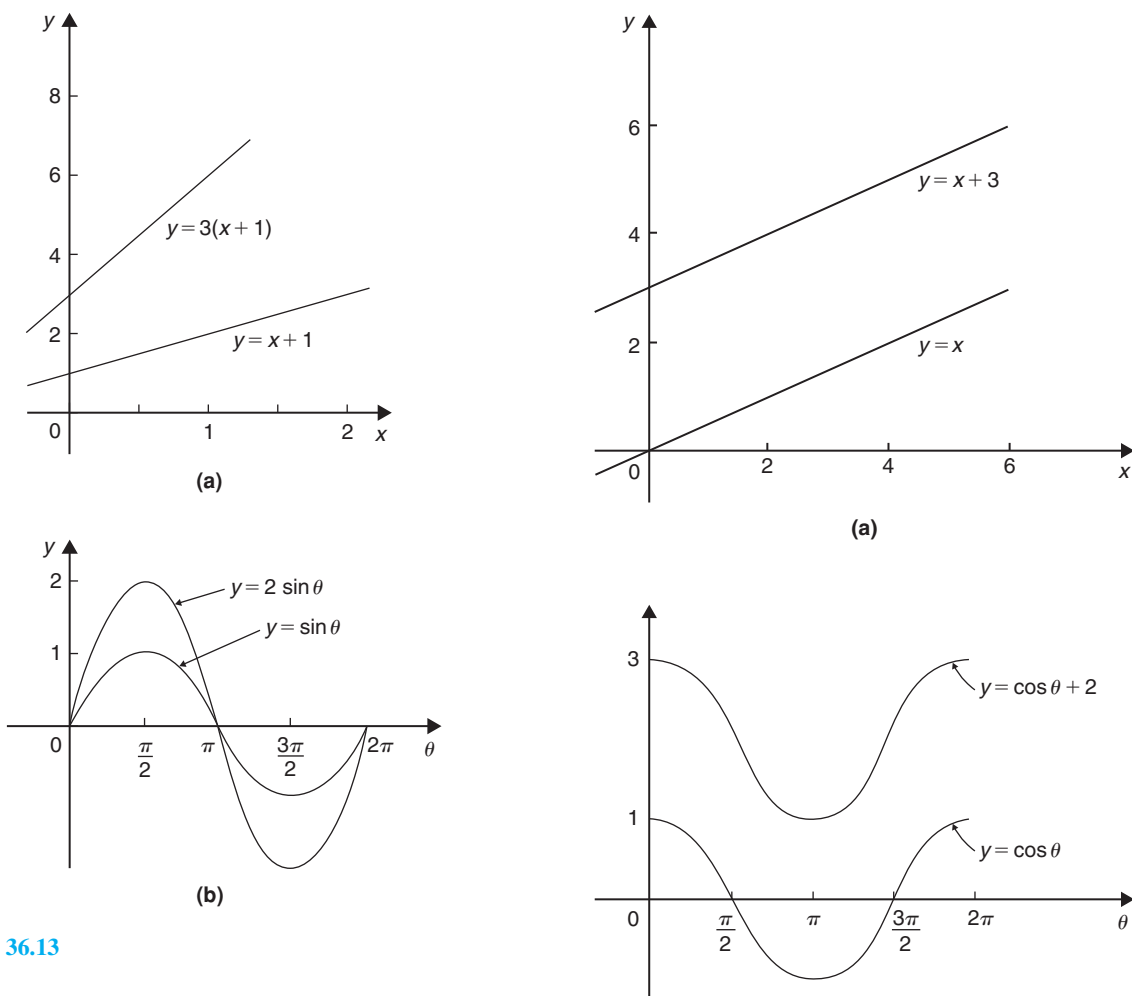 y
8
6
y = 3(x + 1)
4
2
y = x + 1
0
1
2
x
(a)
y
2
y = 2 sin θ
y = sin θ
1
0
π/2
π
3π/2
2π
θ
(b)
36.13
y
6
y = x + 3
4
2
y = x
0
2
4
6
x
(a)
3
y = cos θ + 2
1
y = cos θ
0
π/2
π
3π/2
2π
θ